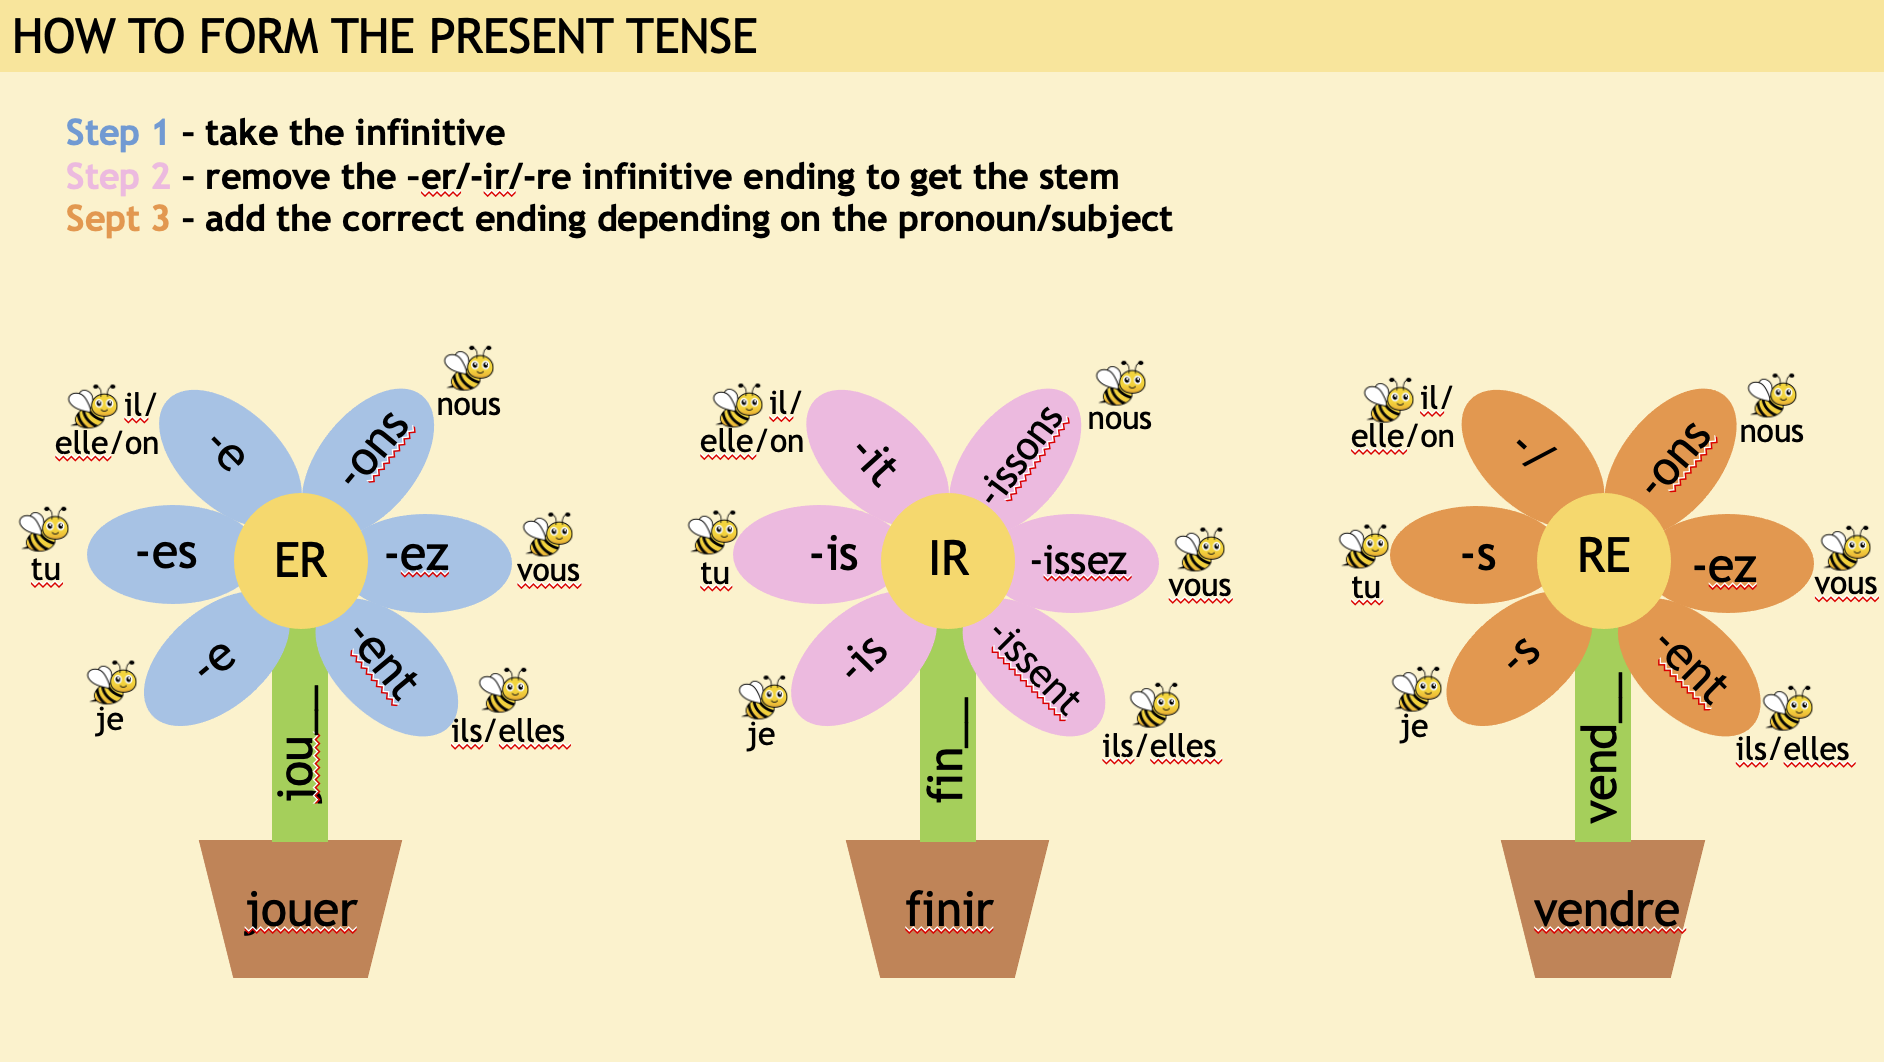 HOW TO FORM THE PRESENT TENSE
Step 1 – take the infinitive
Step 2 – remove the –er/-ir/-re infinitive ending to get the stem
Sept 3 – add the correct ending depending on the pronoun/subject
il/
elle/on
-e
-ons
nous
tu
-es
ER
-ez
vous
je
-e
-ent
ils/elles
jou__
jouer
il/
elle/on
-it
-issons
nous
tu
-is
IR
-issez
vous
je
-is
-issent
ils/elles
fin__
finir
il/
elle/on
-/
-ons
nous
tu
-s
RE
-ez
vous
je
-s
-ent
ils/elles
vend__
vendre